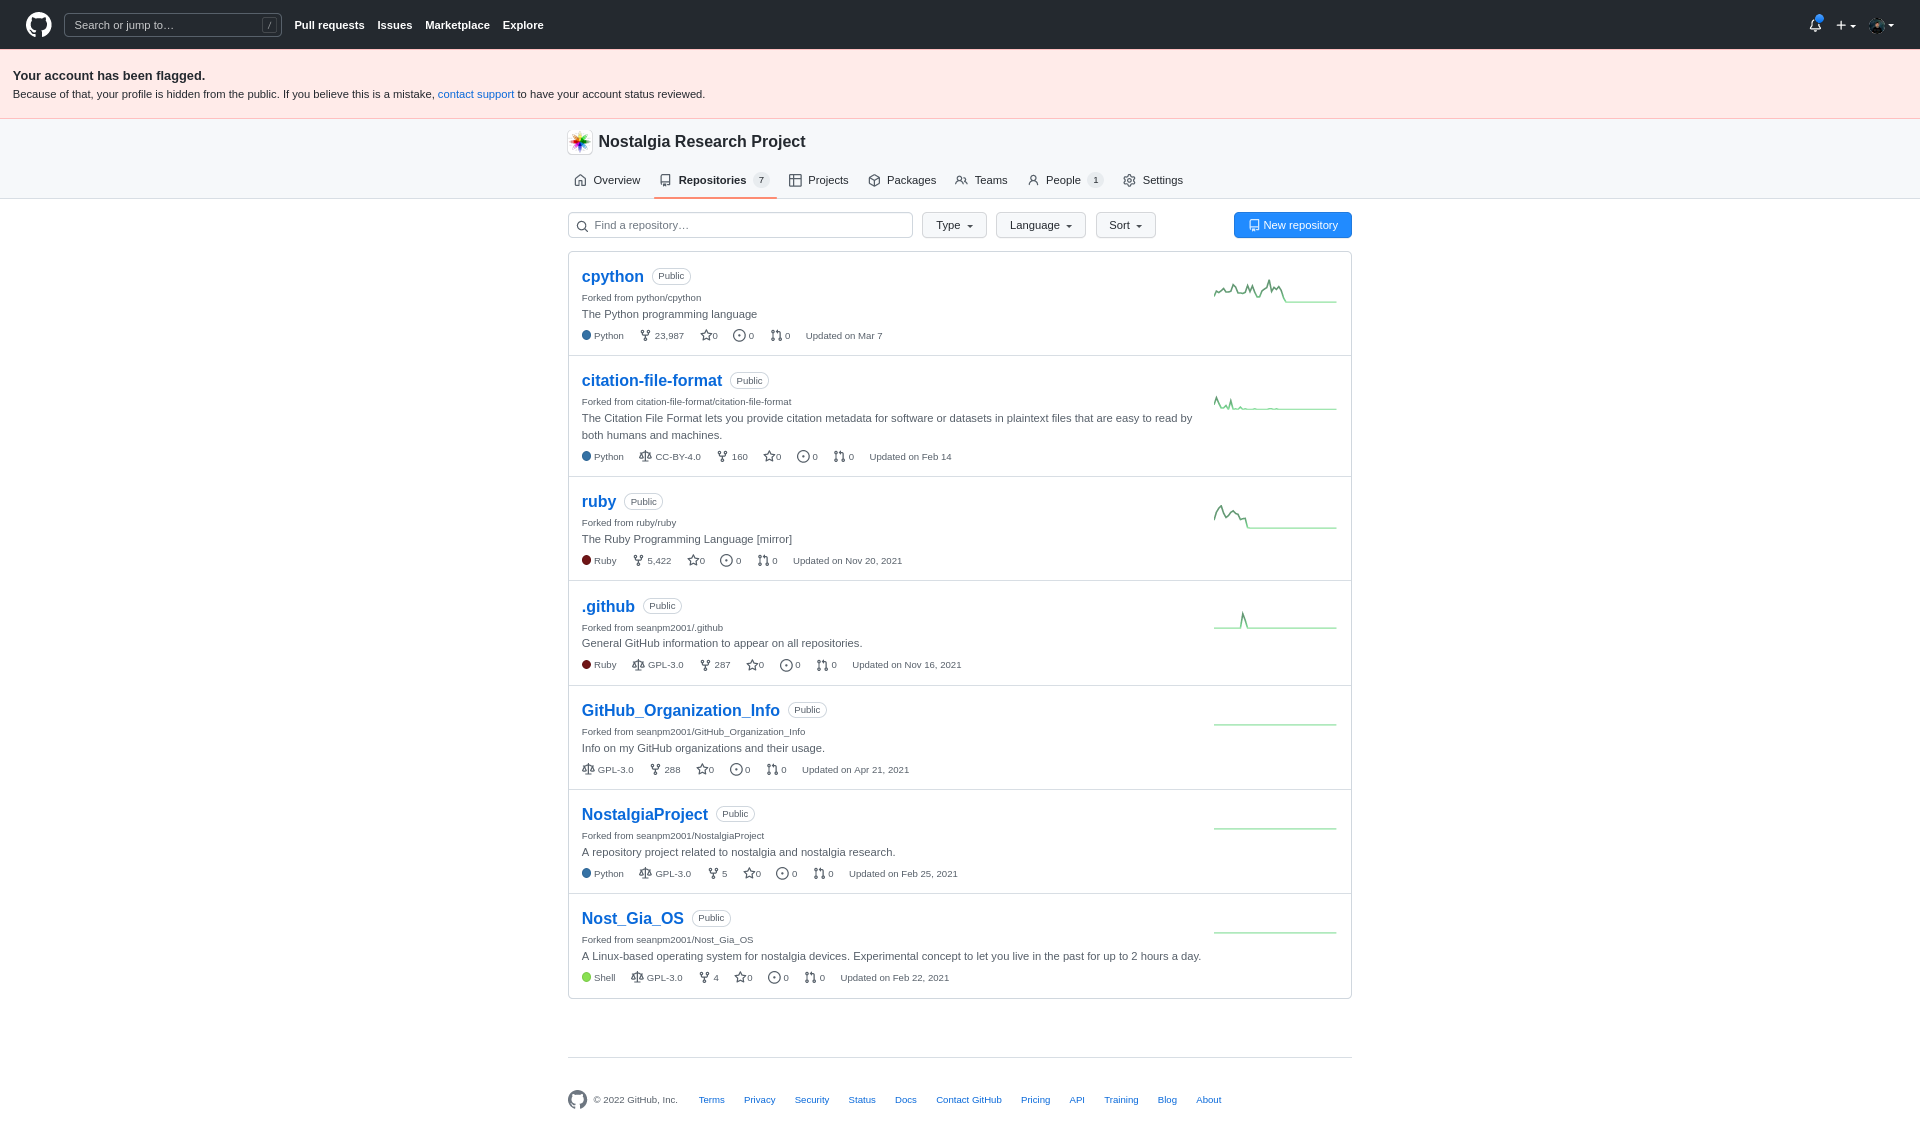 Search or jump to… /
Pull requests Issues Marketplace Explore
Your account has been flagged.
Because of that, your profile is hidden from the public. If you believe this is a mistake, contact support to have your account status reviewed.
Nostalgia Research Project
Overview Repositories 7 Projects Packages Teams People 1 Settings
Find a repository… Type Language Sort New repository
cpython Public
Forked from python/cpython
The Python programming language
Python 23,987 0 0 0 Updated on Mar 7
citation-file-format Public
Forked from citation-file-format/citation-file-format
The Citation File Format lets you provide citation metadata for software or datasets in plaintext files that are easy to read by
both humans and machines.
Python CC-BY-4.0 160 0 0 0 Updated on Feb 14
ruby Public
Forked from ruby/ruby
The Ruby Programming Language [mirror]
Ruby 5,422 0 0 0 Updated on Nov 20, 2021
.github Public
Forked from seanpm2001/.github
General GitHub information to appear on all repositories.
Ruby GPL-3.0 287 0 0 0 Updated on Nov 16, 2021
GitHub_Organization_Info Public
Forked from seanpm2001/GitHub_Organization_Info
Info on my GitHub organizations and their usage.
GPL-3.0 288 0 0 0 Updated on Apr 21, 2021
NostalgiaProject Public
Forked from seanpm2001/NostalgiaProject
A repository project related to nostalgia and nostalgia research.
Python GPL-3.0 5 0 0 0 Updated on Feb 25, 2021
Nost_Gia_OS Public
Forked from seanpm2001/Nost_Gia_OS
A Linux-based operating system for nostalgia devices. Experimental concept to let you live in the past for up to 2 hours a day.
Shell GPL-3.0 4 0 0 0 Updated on Feb 22, 2021
© 2022 GitHub, Inc. Terms Privacy Security Status Docs Contact GitHub Pricing API Training Blog About